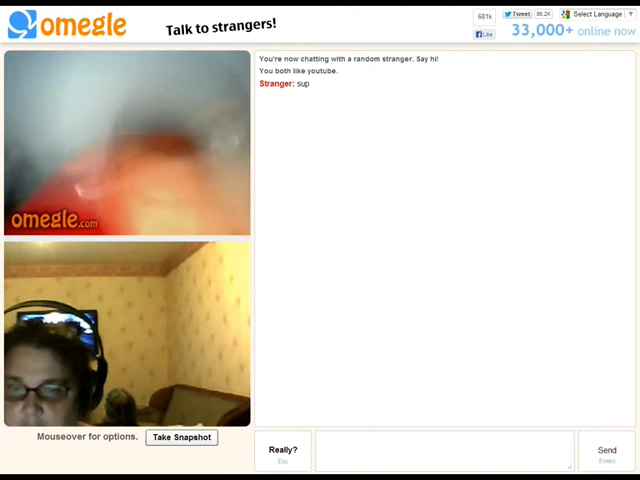 omegle
Talk to strangers!
681k
Like
Tweet
86.2K
Select Language
33,000+ online now
You're now chatting with a random stranger. Say hi!
You both like youtube.
Stranger: sup
omegle.com
Mouseover for options.
Take Snapshot
Really?
Esc
Send
Enter